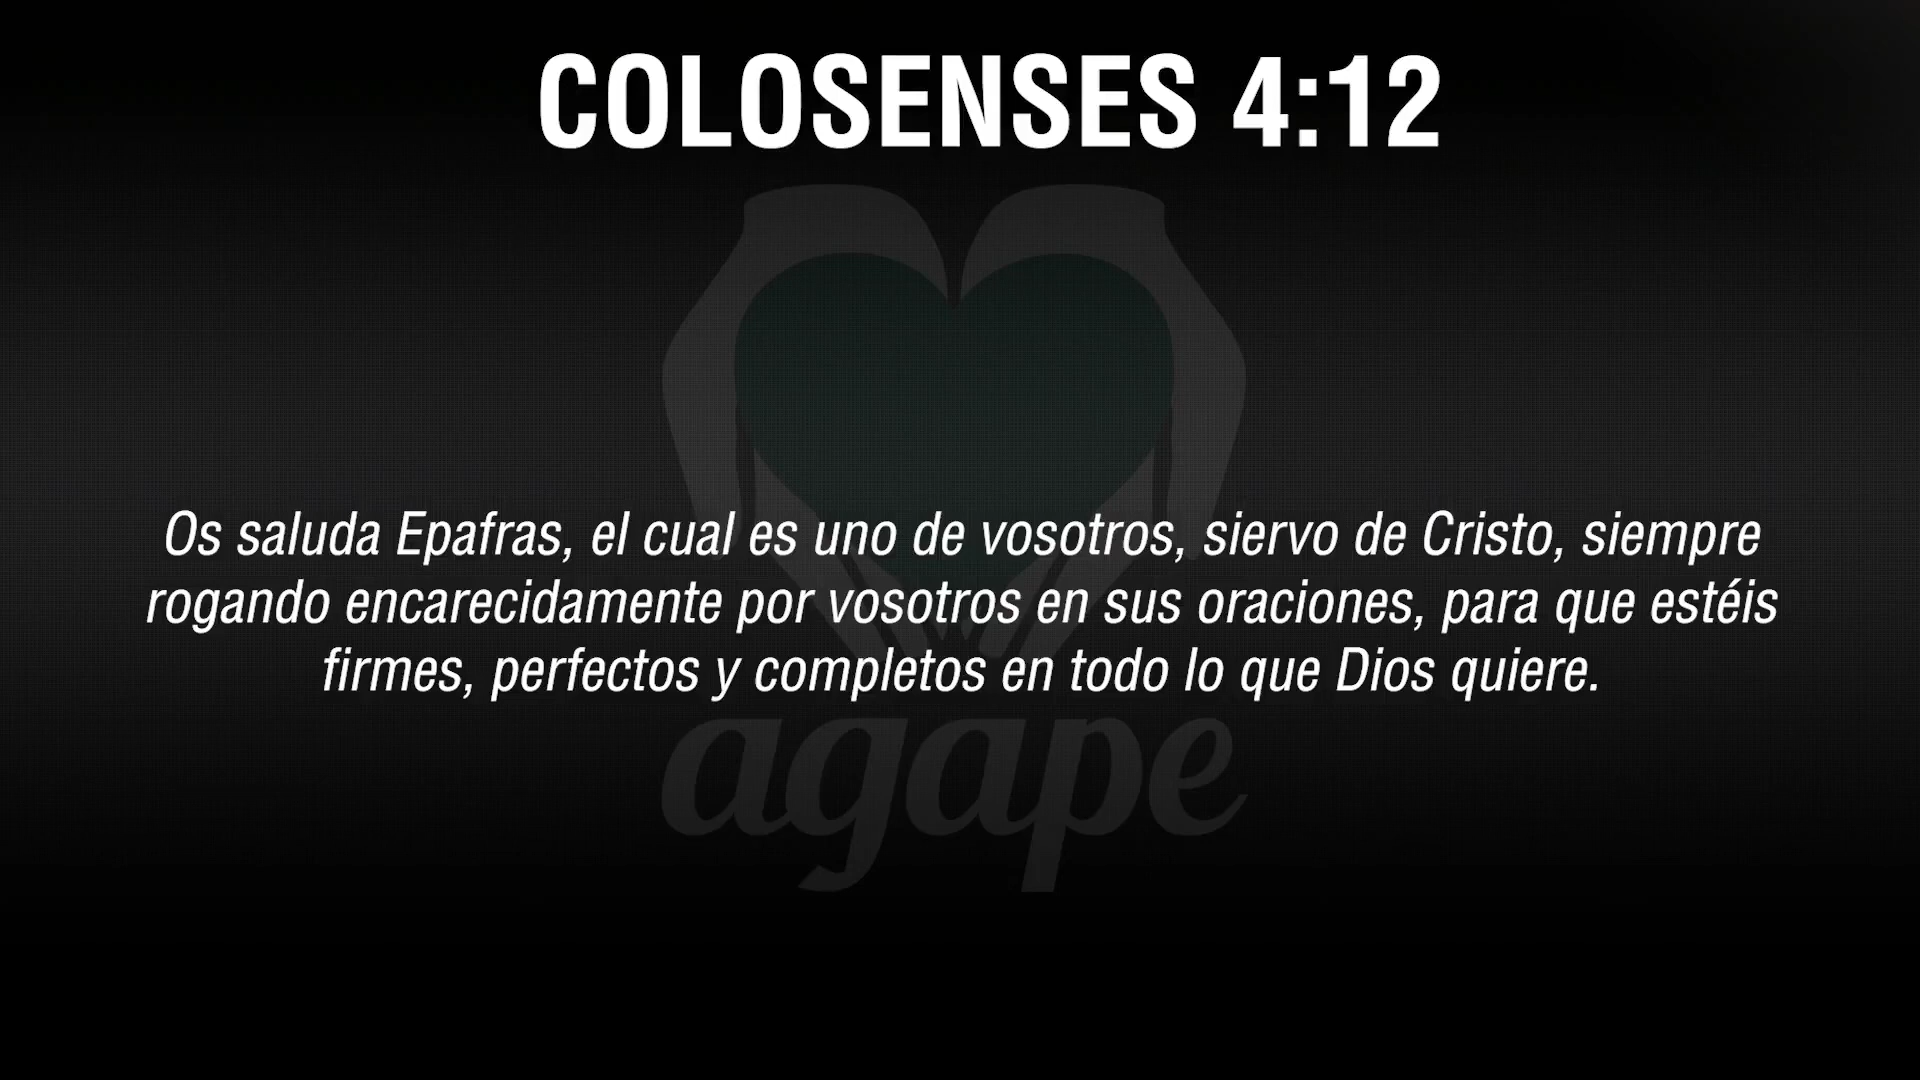 COLOSENSES 4:12
Os saluda Epafras, el cual es uno de vosotros, siervo de Cristo, siempre
rogando encarecidamente por vosotros en sus oraciones, para que estéis
firmes, perfectos y completos en todo lo que Dios quiere.
agape